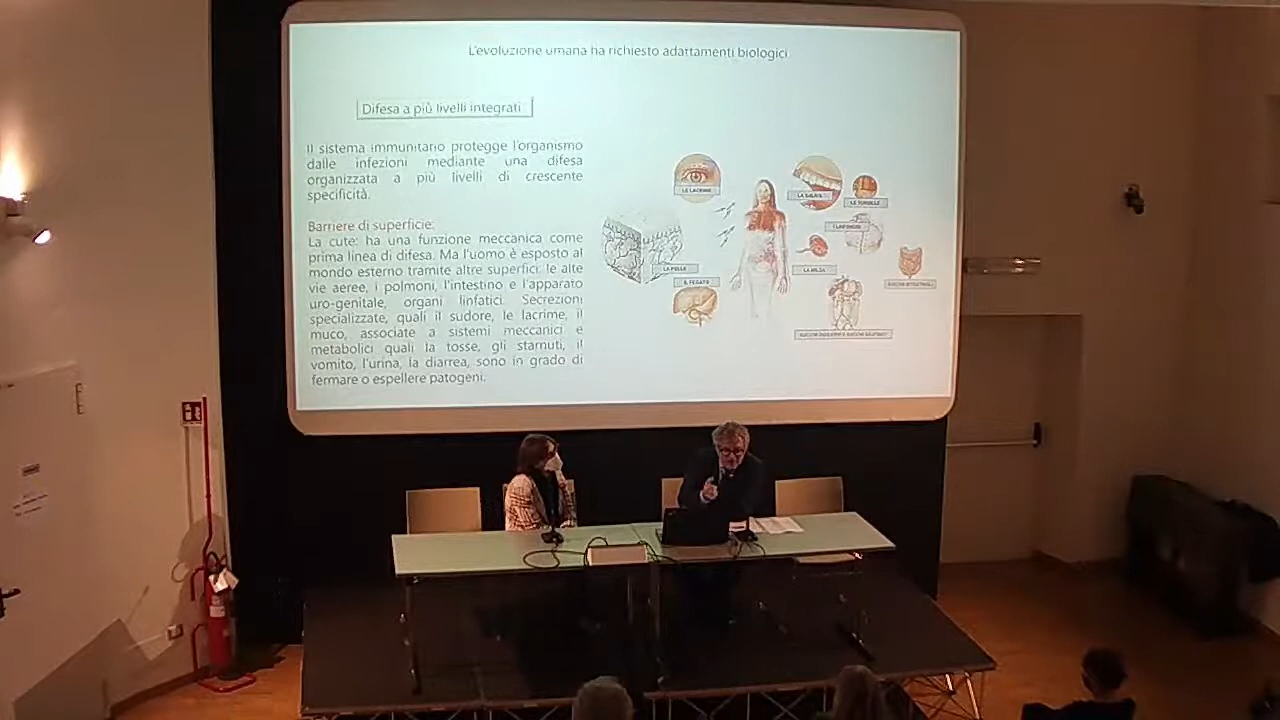 L'evoluzione umana ha richiesto adattamenti biologici
Difesa a più livelli integrati
Il sistema immunitario protegge l'organismo
dalle infezioni mediante una difesa
organizzata a più livelli di crescente
specificità.
Barriere di superficie:
La cute: ha una funzione meccanica come
prima linea di difesa. Ma l'uomo è esposto al
mondo esterno tramite altre superfici: le alte
vie aeree, i polmoni, l'intestino e l'apparato
uro-genitale, organi linfatici. Secrezioni
specializzate, quali il sudore, le lacrime, il
muco, associate a sistemi meccanici e
metabolici quali la tosse, gli starnuti, il
vomito, l'urina, la diarrea, sono in grado di
fermare o espellere patogeni.
LE LACRIME
LA SALIVA
LE TONSILLE
I LINFONODI
LA PELLE
LA MILZA
IL FEGATO
SUCCHI INTESTINALI